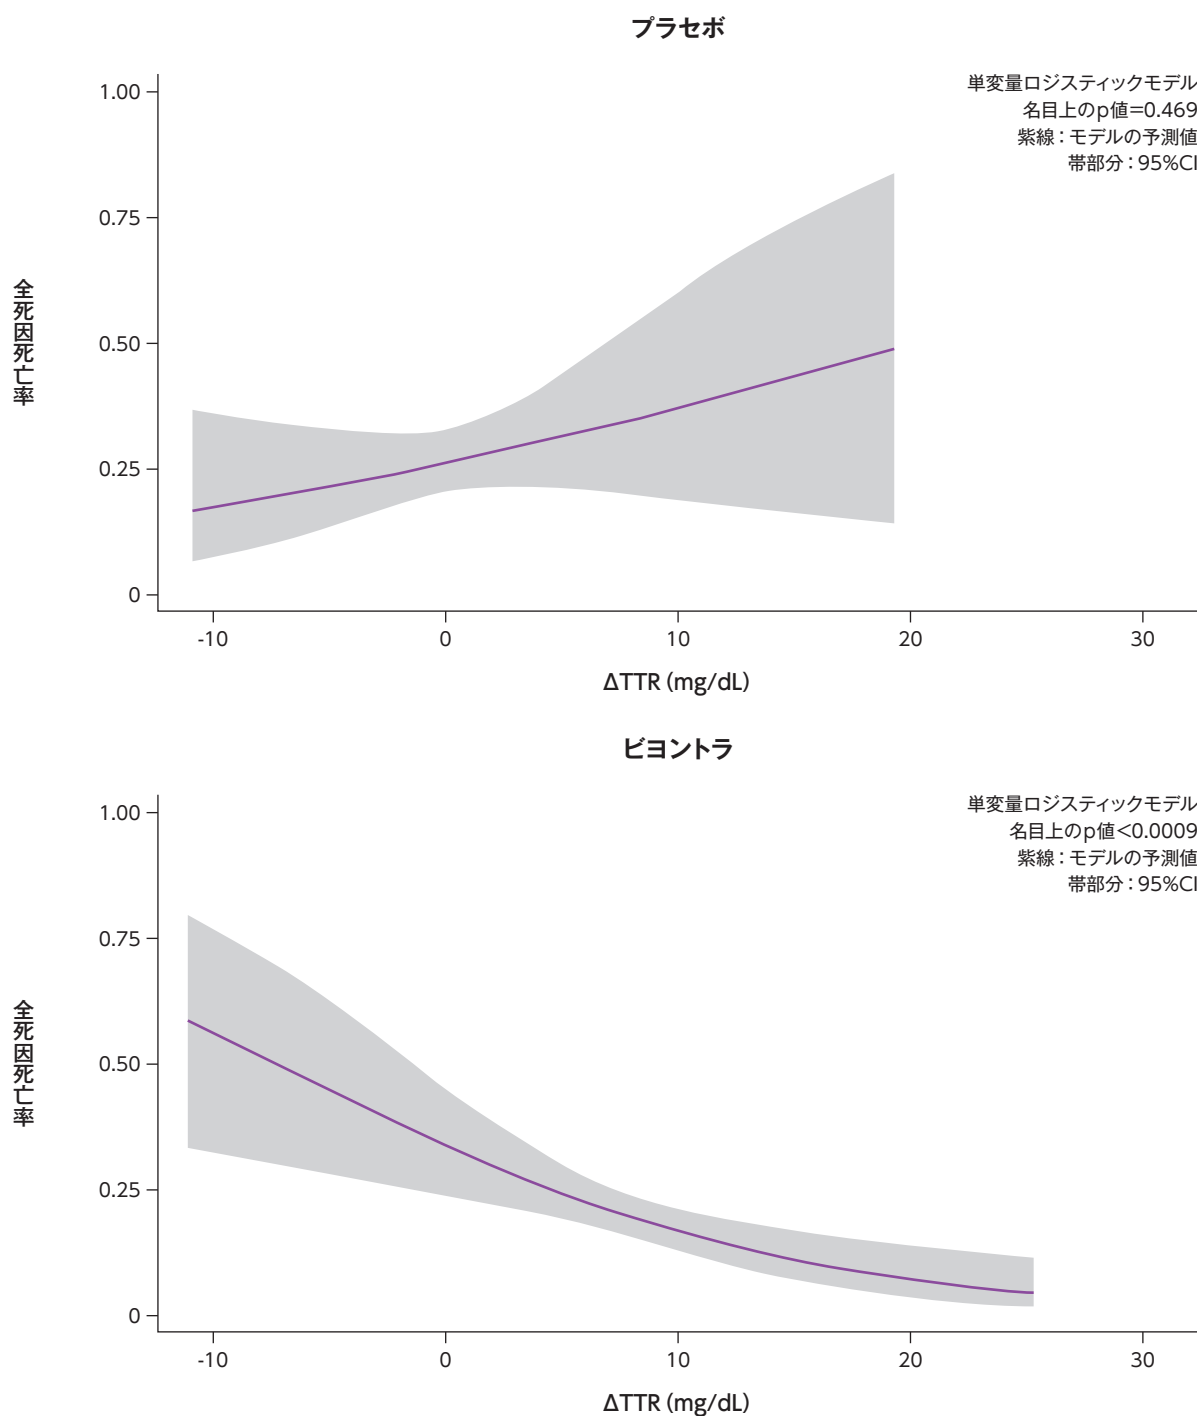 プラセボ
単変量ロジスティックモデル
名目上のp値=0.469
紫線：モデルの予測値
帯部分：95%CI
全死因死亡率
1.00
0.75
0.50
0.25
0
-10
0
10
20
30
ΔTTR (mg/dL)
ビヨントラ
単変量ロジスティックモデル
名目上のp値<0.0009
紫線：モデルの予測値
帯部分：95%CI
全死因死亡率
1.00
0.75
0.50
0.25
0
-10
0
10
20
30
ΔTTR (mg/dL)